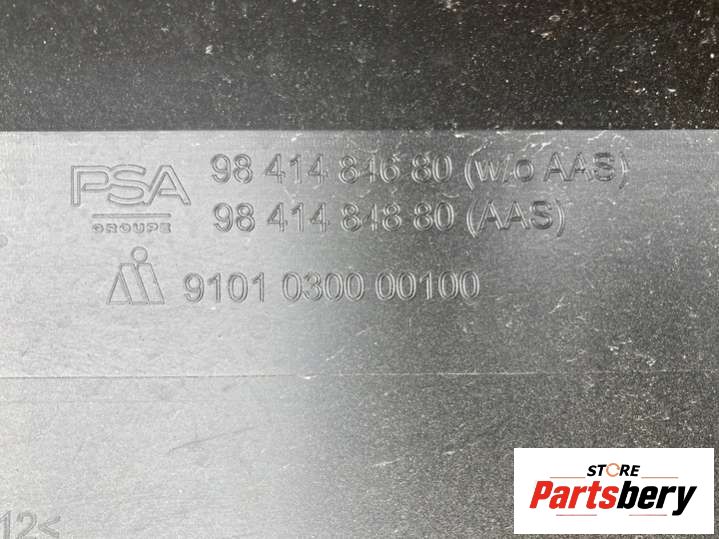 PSA 98 414 846 80 (w/o AAS)
GROUPE 98 414 848 80 (AAS)
9101 0300 00100
12<
STORE
Partsbery